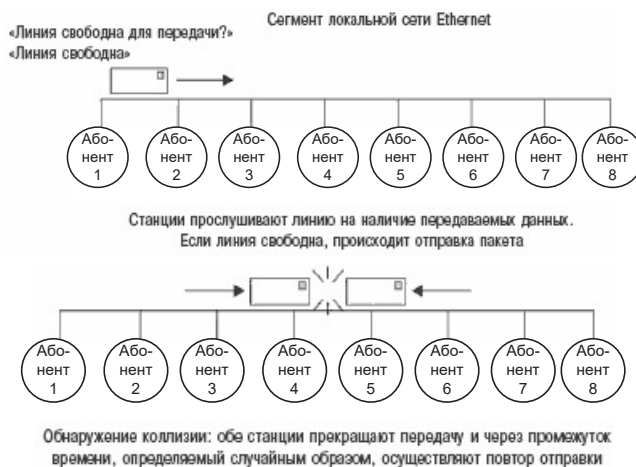 Сегмент локальной сети Ethernet
«Линия свободна для передачи?»
«Линия свободна»
Або-
нент
1
Або-
нент
2
Або-
нент
3
Або-
нент
4
Або-
нент
5
Або-
нент
6
Або-
нент
7
Або-
нент
8
Станции прослушивают линию на наличие передаваемых данных.
Если линия свободна, происходит отправка пакета
Або-
нент
1
Або-
нент
2
Або-
нент
3
Або-
нент
4
Або-
нент
5
Або-
нент
6
Або-
нент
7
Або-
нент
8
Обнаружение коллизии: обе станции прекращают передачу и через промежуток
времени, определяемый случайным образом, осуществляют повтор отправки